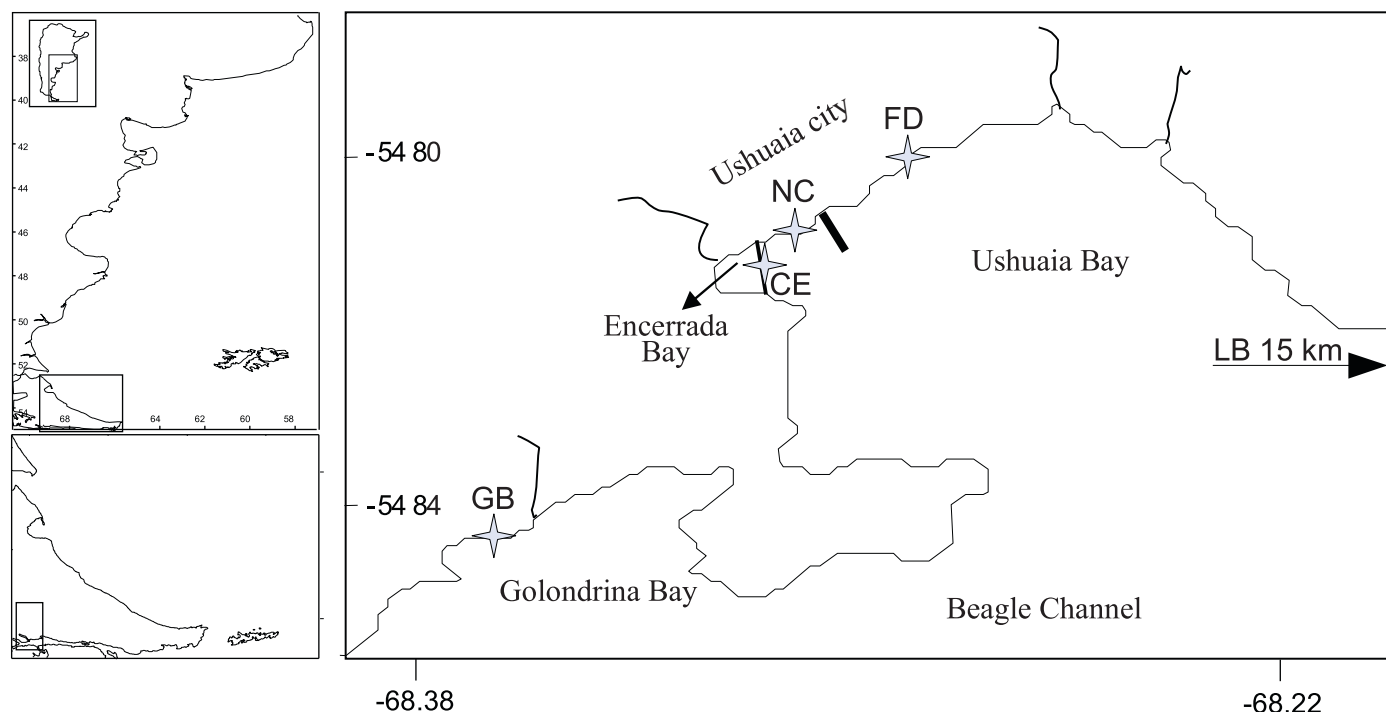 38
40
42
44
46
48
50
52
68
64
62
60
58
-54 80
-54 84
-68.38
-68.22
Ushuaia city
FD
NC
CE
Encerrada
Bay
Ushuaia Bay
LB 15 km
GB
Golondrina Bay
Beagle Channel